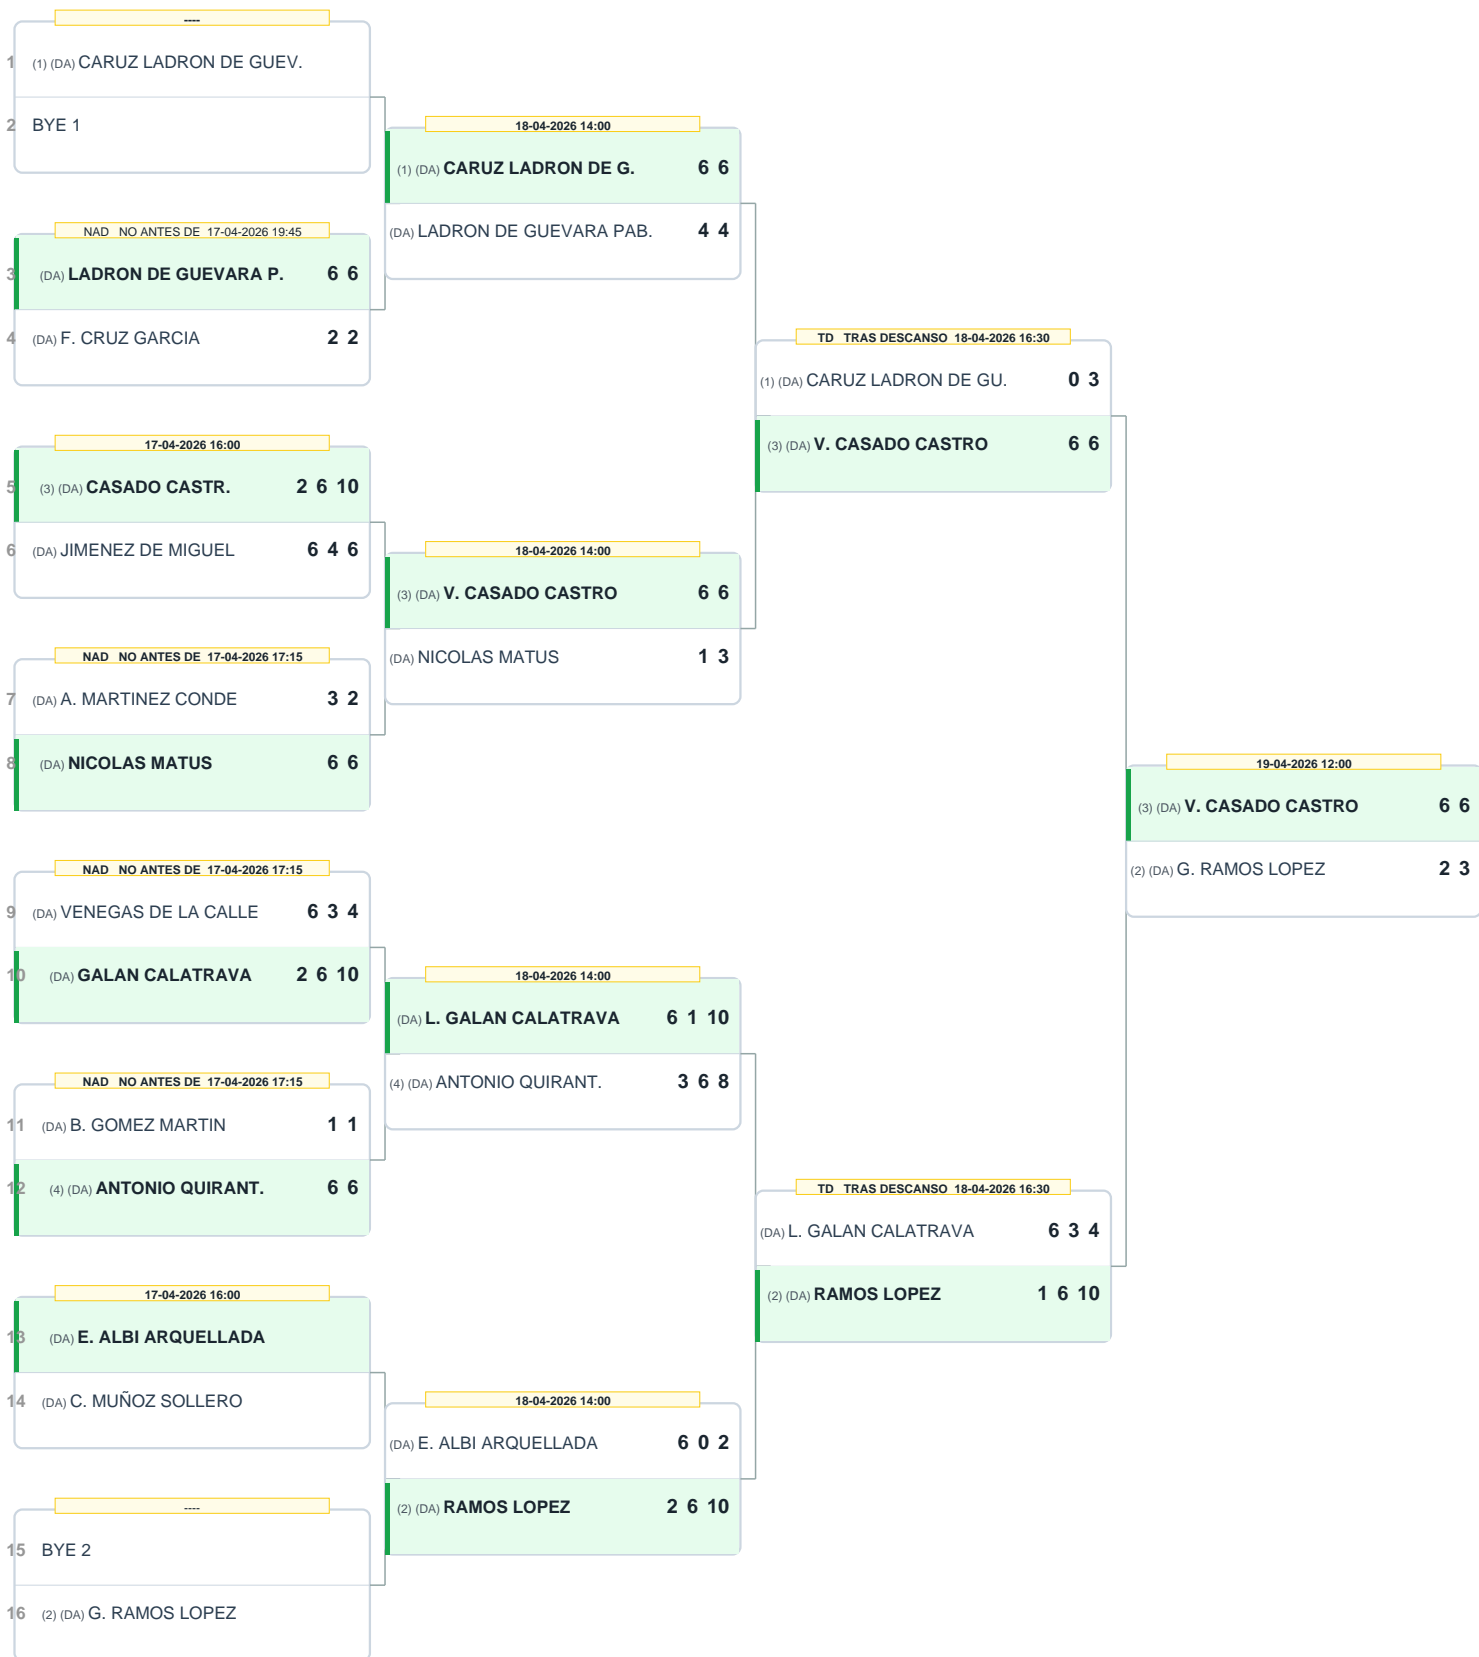 ----
1 (1) (DA) CARUZ LADRON DE GUEV.
2 BYE 1
NAD NO ANTES DE 17-04-2026 19:45
3 (DA) LADRON DE GUEVARA P. 6 6
4 (DA) F. CRUZ GARCIA 2 2
17-04-2026 16:00
5 (3) (DA) CASADO CASTR. 2 6 10
6 (DA) JIMENEZ DE MIGUEL 6 4 6
NAD NO ANTES DE 17-04-2026 17:15
7 (DA) A. MARTINEZ CONDE 3 2
8 (DA) NICOLAS MATUS 6 6
NAD NO ANTES DE 17-04-2026 17:15
9 (DA) VENEGAS DE LA CALLE 6 3 4
10 (DA) GALAN CALATRAVA 2 6 10
NAD NO ANTES DE 17-04-2026 17:15
11 (DA) B. GOMEZ MARTIN 1 1
12 (4) (DA) ANTONIO QUIRANT. 6 6
17-04-2026 16:00
13 (DA) E. ALBI ARQUELLADA
14 (DA) C. MUÑOZ SOLLERO
----
15 BYE 2
16 (2) (DA) G. RAMOS LOPEZ
18-04-2026 14:00
(1) (DA) CARUZ LADRON DE G. 6 6
(DA) LADRON DE GUEVARA PAB. 4 4
18-04-2026 14:00
(3) (DA) V. CASADO CASTRO 6 6
(DA) NICOLAS MATUS 1 3
18-04-2026 14:00
(DA) L. GALAN CALATRAVA 6 1 10
(4) (DA) ANTONIO QUIRANT. 3 6 8
18-04-2026 14:00
(DA) E. ALBI ARQUELLADA 6 0 2
(2) (DA) RAMOS LOPEZ 2 6 10
TD TRAS DESCANSO 18-04-2026 16:30
(1) (DA) CARUZ LADRON DE GU. 0 3
(3) (DA) V. CASADO CASTRO 6 6
TD TRAS DESCANSO 18-04-2026 16:30
(DA) L. GALAN CALATRAVA 6 3 4
(2) (DA) RAMOS LOPEZ 1 6 10
19-04-2026 12:00
(3) (DA) V. CASADO CASTRO 6 6
(2) (DA) G. RAMOS LOPEZ 2 3